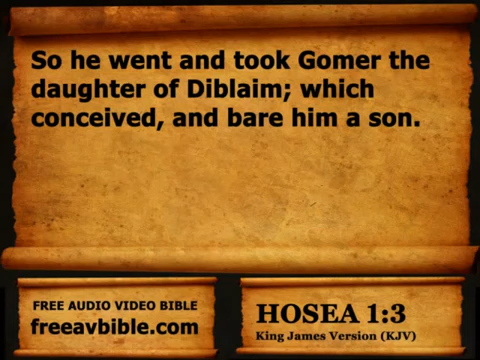 So he went and took Gomer the
daughter of Diblaim; which
conceived, and bare him a son.
FREE AUDIO VIDEO BIBLE
freeavbible.com
HOSEA 1:3
King James Version (KJV)